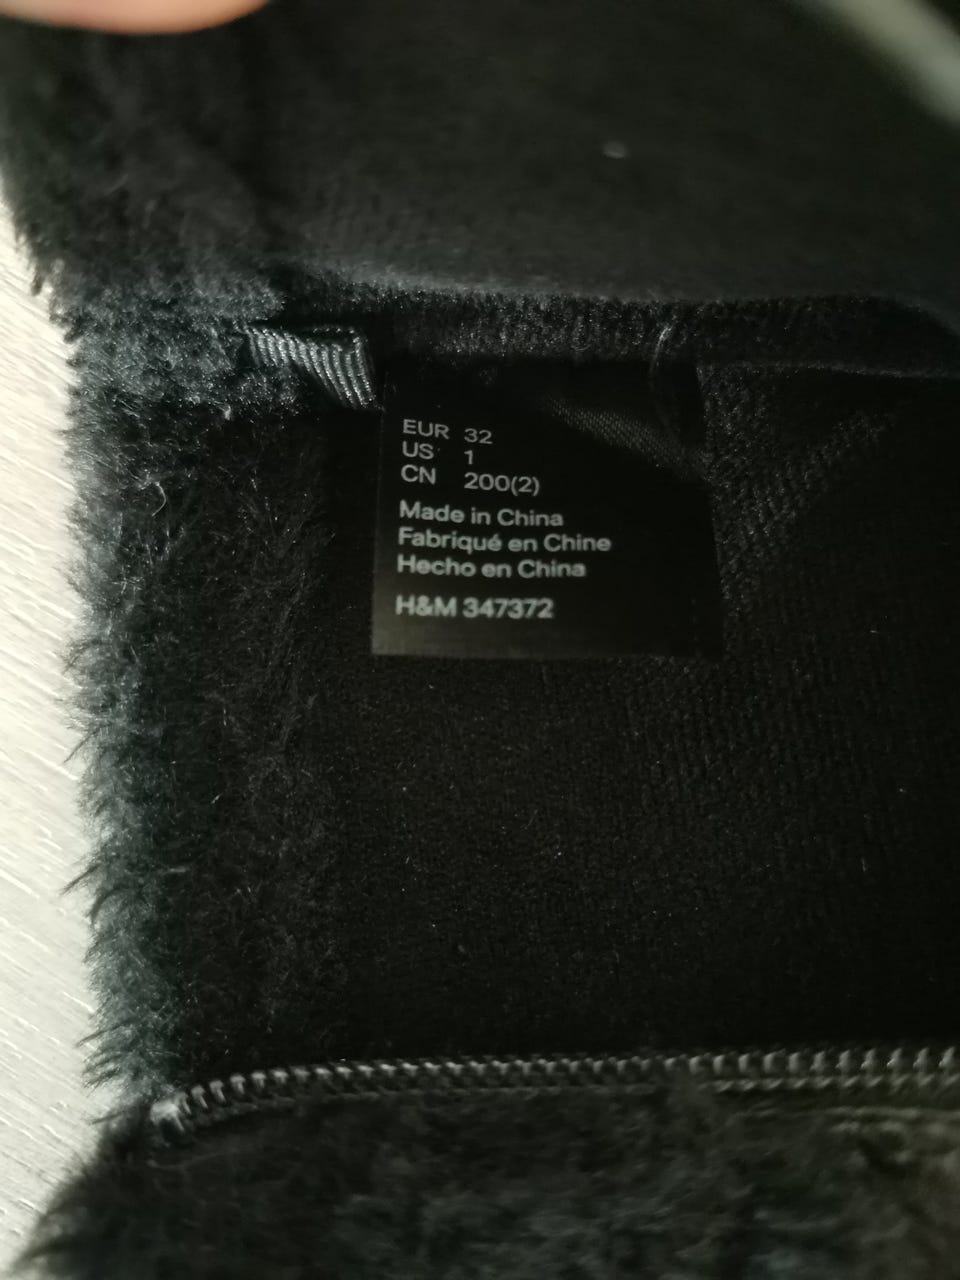 EUR 32
US 1
CN 200(2)
Made in China
Fabriqué en Chine
Hecho en China
H&M 347372